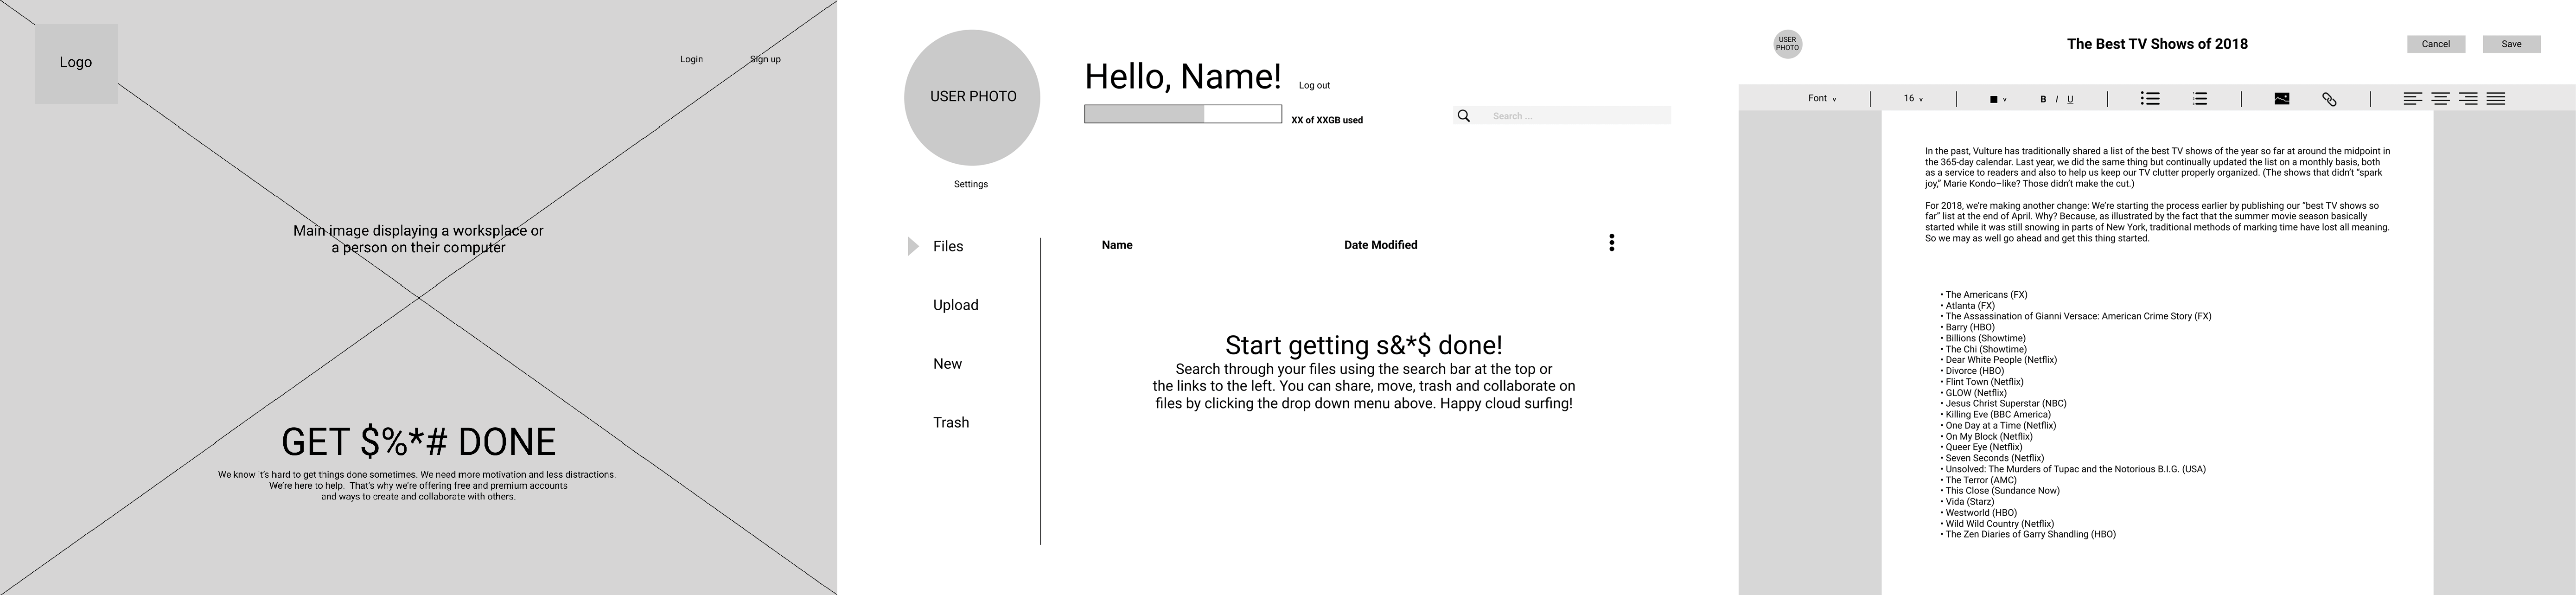 Logo
Login
Sign up
Main image displaying a workspace or
a person on their computer
GET $%*# DONE
We know it's hard to get things done sometimes. We need more motivation and less distractions.
We're here to help.  That's why we're offering free and premium accounts
and ways to create and collaborate with others.
USER PHOTO
Settings
Hello, Name!
Log out
XX of XXGB used
Search ...
Files
Upload
New
Trash
Name
Date Modified
Start getting s&*$ done!
Search through your files using the search bar at the top or
the links to the left. You can share, move, trash and collaborate on
files by clicking the drop down menu above. Happy cloud surfing!
USER
PHOTO
The Best TV Shows of 2018
Cancel
Save
Font v
16 v
v
B I U
In the past, Vulture has traditionally shared a list of the best TV shows of the year so far at around the midpoint in
the 365-day calendar. Last year, we did the same thing but continually updated the list on a monthly basis, both
as a service to readers and also to help us keep our TV clutter properly organized. (The shows that didn't “spark
joy,” Marie Kondo–like? Those didn't make the cut.)
For 2018, we're making another change: We're starting the process earlier by publishing our “best TV shows so
far” list at the end of April. Why? Because, as illustrated by the fact that the summer movie season basically
started while it was still snowing in parts of New York, traditional methods of marking time have lost all meaning.
So we may as well go ahead and get this thing started.
• The Americans (FX)
• Atlanta (FX)
• The Assassination of Gianni Versace: American Crime Story (FX)
• Barry (HBO)
• Billions (Showtime)
• The Chi (Showtime)
• Dear White People (Netflix)
• Divorce (HBO)
• Flint Town (Netflix)
• GLOW (Netflix)
• Jesus Christ Superstar (NBC)
• Killing Eve (BBC America)
• One Day at a Time (Netflix)
• On My Block (Netflix)
• Queer Eye (Netflix)
• Seven Seconds (Netflix)
• Unsolved: The Murders of Tupac and the Notorious B.I.G. (USA)
• The Terror (AMC)
• This Close (Sundance Now)
• Vida (Starz)
• Westworld (HBO)
• Wild Wild Country (Netflix)
• The Zen Diaries of Garry Shandling (HBO)